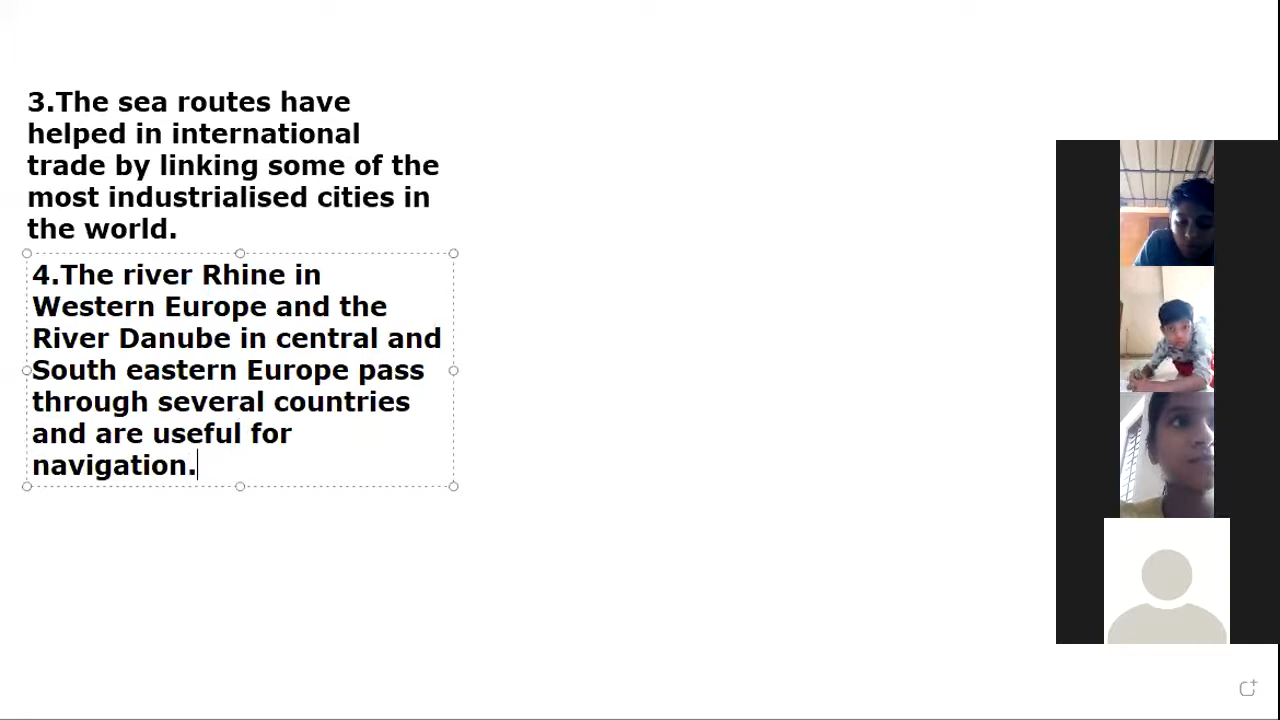 3.The sea routes have
helped in international
trade by linking some of the
most industrialised cities in
the world.
4.The river Rhine in
Western Europe and the
River Danube in central and
South eastern Europe pass
through several countries
and are useful for
navigation.